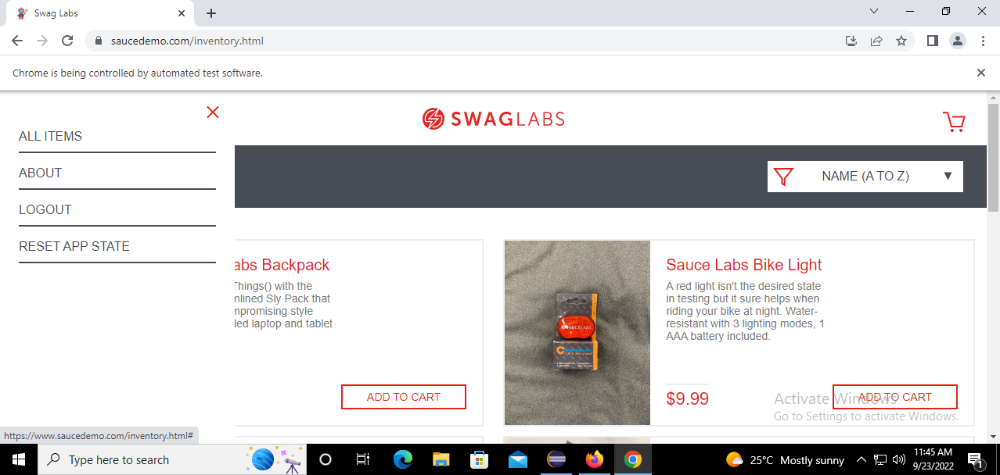 Swag Labs
saucedemo.com/inventory.html
Chrome is being controlled by automated test software.
SWAGLABS
ALL ITEMS
ABOUT
LOGOUT
RESET APP STATE
NAME (A TO Z)
abs Backpack
Things() with the
nlined Sly Pack that
mpromising style
led laptop and tablet
ADD TO CART
Sauce Labs Bike Light
A red light isn't the desired state
in testing but it sure helps when
riding your bike at night. Water-
resistant with 3 lighting modes, 1
AAA battery included.
$9.99
ADD TO CART
Activate Windows
Go to Settings to activate Windows.
SAUCELABS
https://www.saucedemo.com/inventory.html#
Type here to search
25°C Mostly sunny
11:45 AM
9/23/2022
1